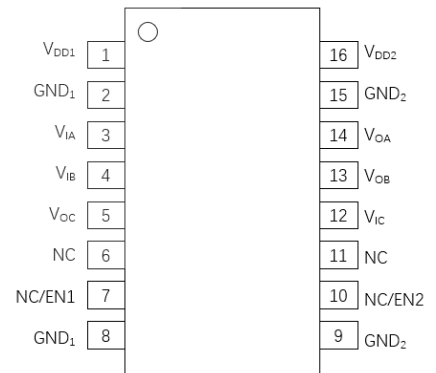 VDD1 1 16 VDD2
GND1 2 15 GND2
VIA 3 14 VOA
VIB 4 13 VOB
VOC 5 12 VIC
NC 6 11 NC
NC/EN1 7 10 NC/EN2
GND1 8 9 GND2